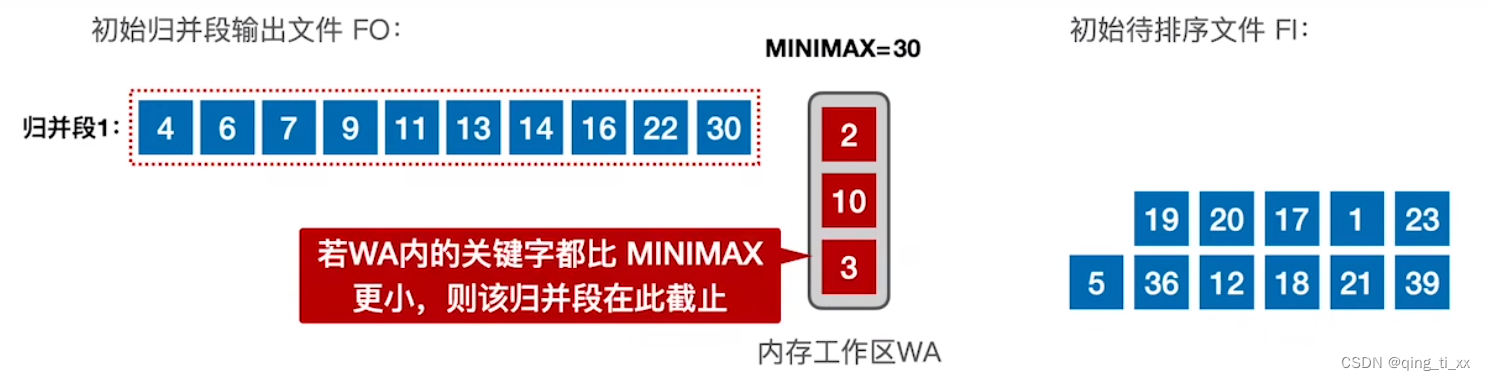 初始归并段输出文件 FO：
初始待排序文件 FI：
MINIMAX=30
归并段1： 4 6 7 9 11 13 14 16 22 30
2
10
3
若WA内的关键字都比 MINIMAX
更小，则该归并段在此截止
19 20 17 1 23
5 36 12 18 21 39
内存工作区WA
CSDN @qing_ti_xx